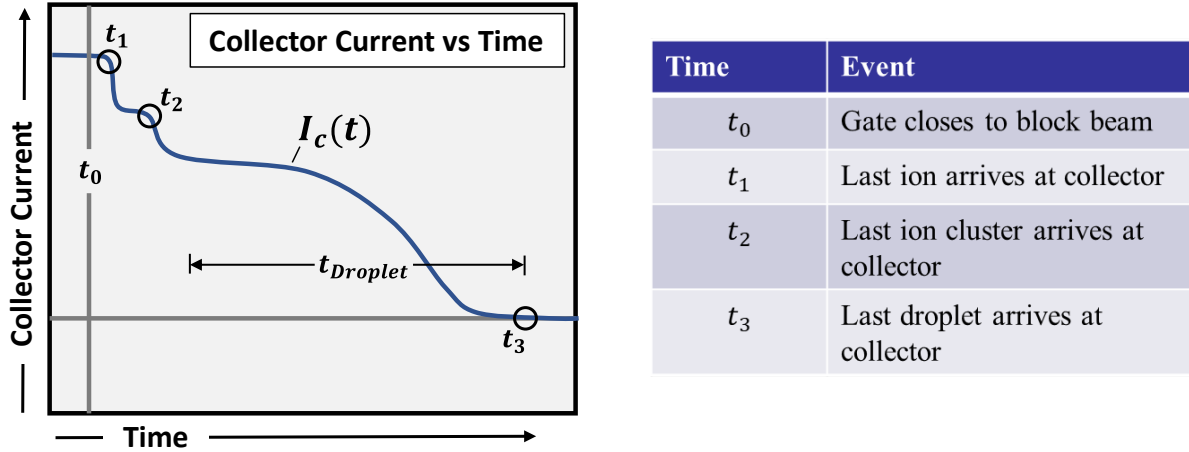 Collector Current vs Time
t₁
t₂
I_c(t)
t₀
t_Droplet
t₃
Collector Current
Time
Time Event
t₀ Gate closes to block beam
t₁ Last ion arrives at collector
t₂ Last ion cluster arrives at
collector
t₃ Last droplet arrives at
collector